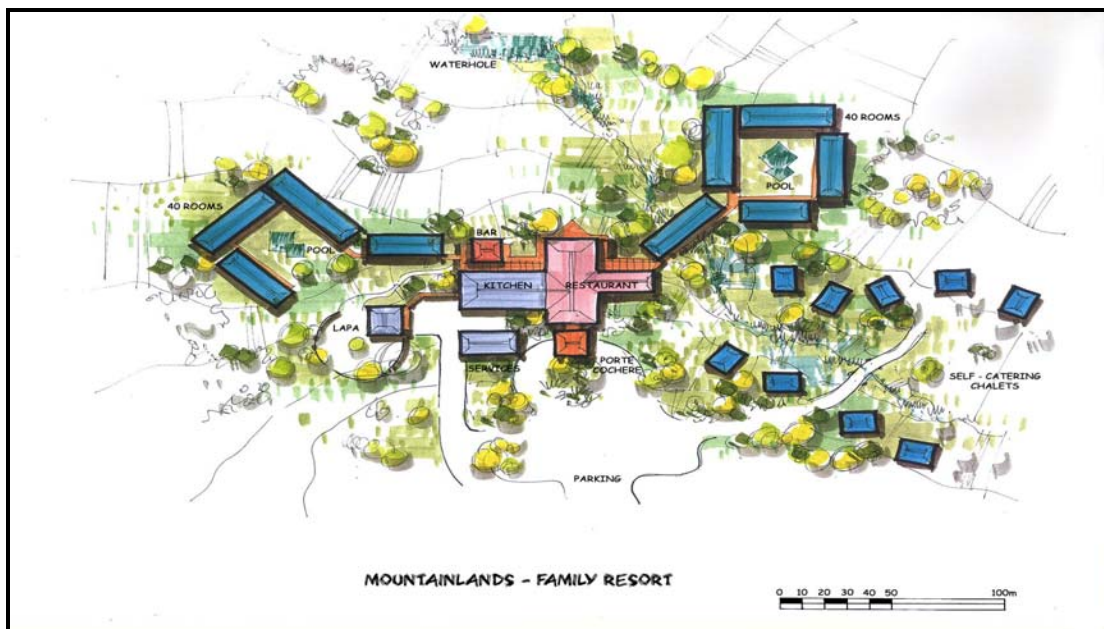 WATERHOLE
40 ROOMS
POOL
40 ROOMS
POOL
BAR
KITCHEN
RESTAURANT
LAPA
SERVICES
PORTE
COCHERE
SELF - CATERING
CHALETS
PARKING
MOUNTAINLANDS - FAMILY RESORT
0 10 20 30 40 50 100m